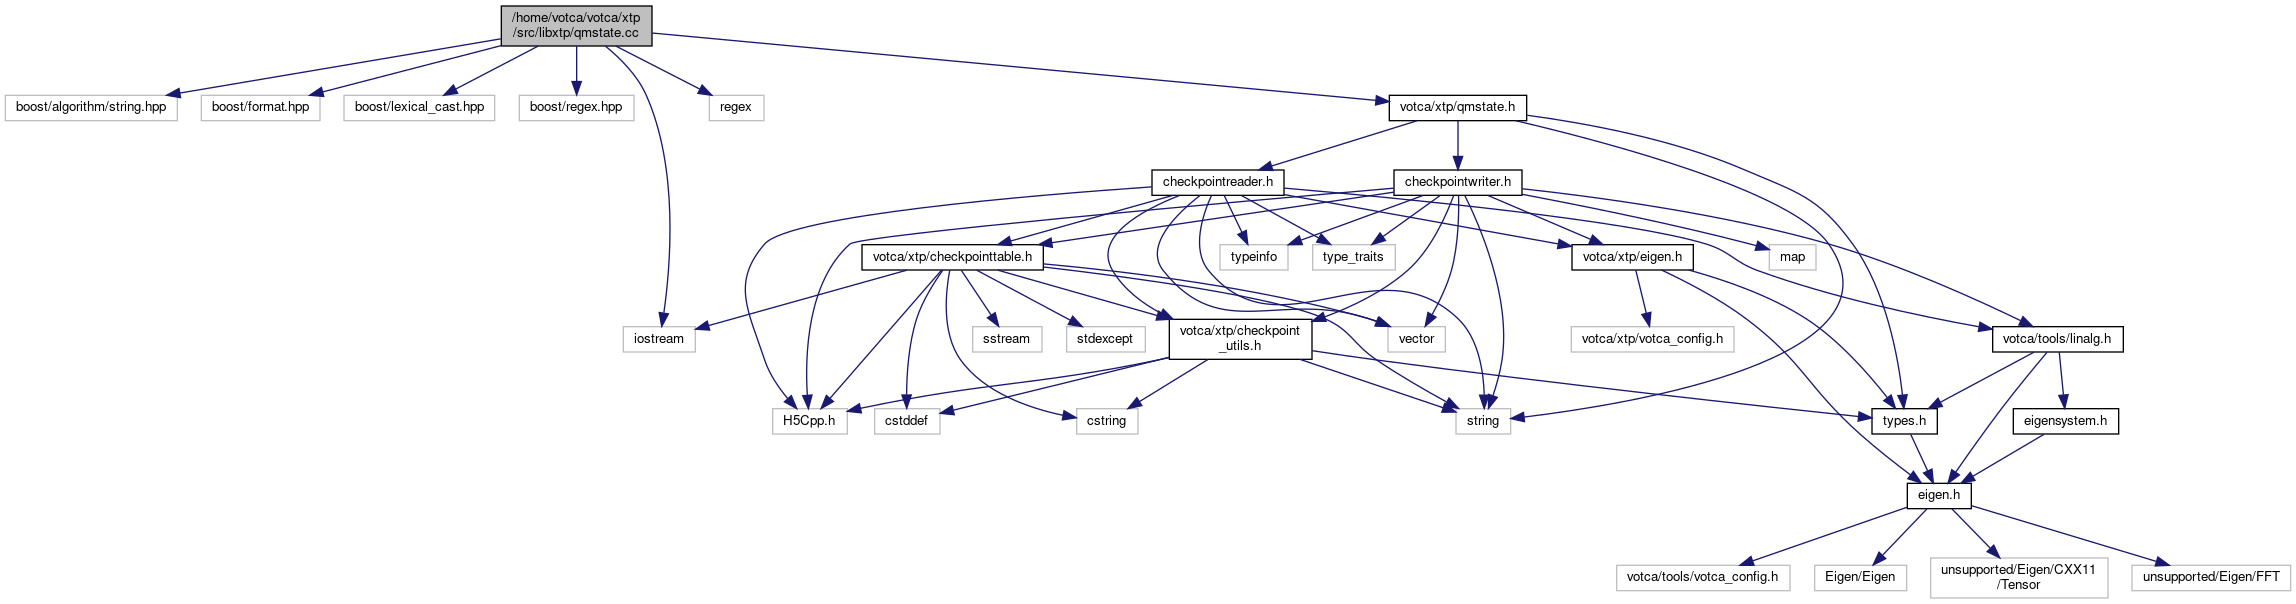 /home/votca/votca/xtp
/src/libxtp/qmstate.cc
boost/algorithm/string.hpp
boost/format.hpp
boost/lexical_cast.hpp
boost/regex.hpp
regex
votca/xtp/qmstate.h
checkpointreader.h
checkpointwriter.h
votca/xtp/checkpointtable.h
typeinfo
type_traits
votca/xtp/eigen.h
map
iostream
sstream
stdexcept
votca/xtp/checkpoint
_utils.h
vector
votca/xtp/votca_config.h
votca/tools/linalg.h
H5Cpp.h
cstddef
cstring
string
types.h
eigensystem.h
eigen.h
votca/tools/votca_config.h
Eigen/Eigen
unsupported/Eigen/CXX11
/Tensor
unsupported/Eigen/FFT